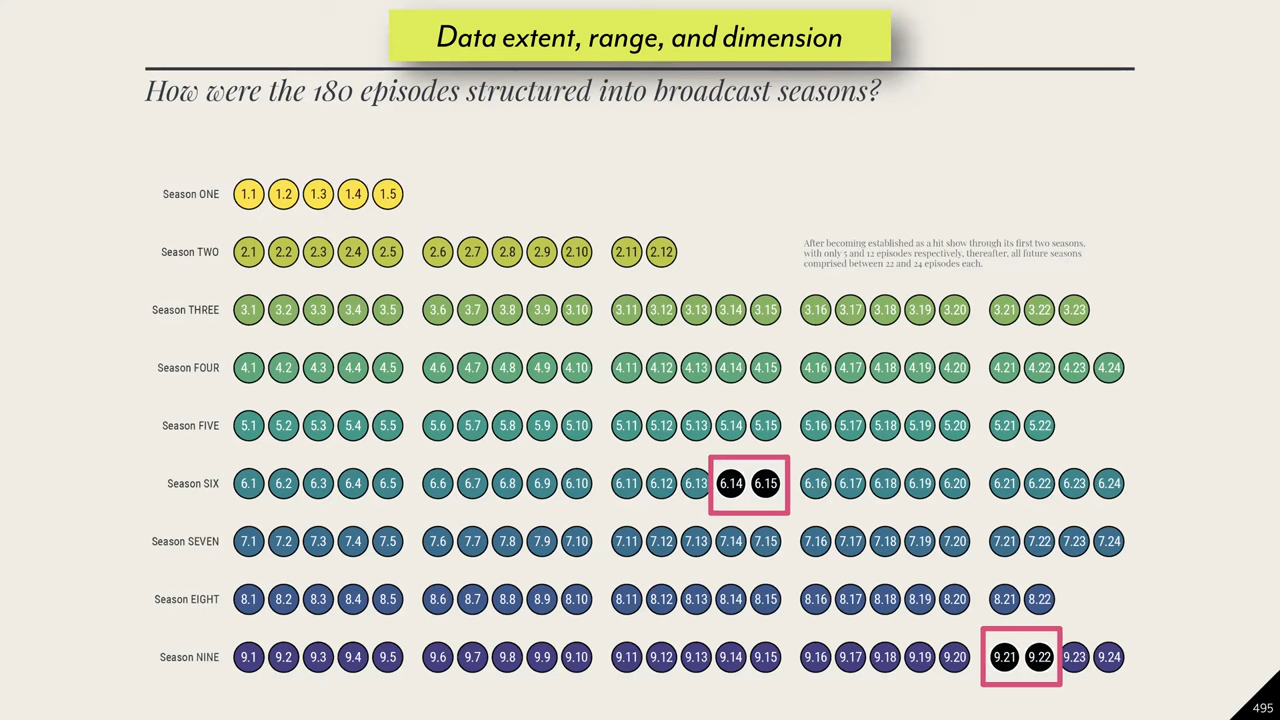 Data extent, range, and dimension
How were the 180 episodes structured into broadcast seasons?
Season ONE 1.1 1.2 1.3 1.4 1.5
Season TWO 2.1 2.2 2.3 2.4 2.5 2.6 2.7 2.8 2.9 2.10 2.11 2.12
After becoming established as a hit show through its first two seasons,
with only 5 and 12 episodes respectively, thereafter, all future seasons
comprised between 22 and 24 episodes each.
Season THREE 3.1 3.2 3.3 3.4 3.5 3.6 3.7 3.8 3.9 3.10 3.11 3.12 3.13 3.14 3.15 3.16 3.17 3.18 3.19 3.20 3.21 3.22 3.23
Season FOUR 4.1 4.2 4.3 4.4 4.5 4.6 4.7 4.8 4.9 4.10 4.11 4.12 4.13 4.14 4.15 4.16 4.17 4.18 4.19 4.20 4.21 4.22 4.23 4.24
Season FIVE 5.1 5.2 5.3 5.4 5.5 5.6 5.7 5.8 5.9 5.10 5.11 5.12 5.13 5.14 5.15 5.16 5.17 5.18 5.19 5.20 5.21 5.22
Season SIX 6.1 6.2 6.3 6.4 6.5 6.6 6.7 6.8 6.9 6.10 6.11 6.12 6.13 6.14 6.15 6.16 6.17 6.18 6.19 6.20 6.21 6.22 6.23 6.24
Season SEVEN 7.1 7.2 7.3 7.4 7.5 7.6 7.7 7.8 7.9 7.10 7.11 7.12 7.13 7.14 7.15 7.16 7.17 7.18 7.19 7.20 7.21 7.22 7.23 7.24
Season EIGHT 8.1 8.2 8.3 8.4 8.5 8.6 8.7 8.8 8.9 8.10 8.11 8.12 8.13 8.14 8.15 8.16 8.17 8.18 8.19 8.20 8.21 8.22
Season NINE 9.1 9.2 9.3 9.4 9.5 9.6 9.7 9.8 9.9 9.10 9.11 9.12 9.13 9.14 9.15 9.16 9.17 9.18 9.19 9.20 9.21 9.22 9.23 9.24
495